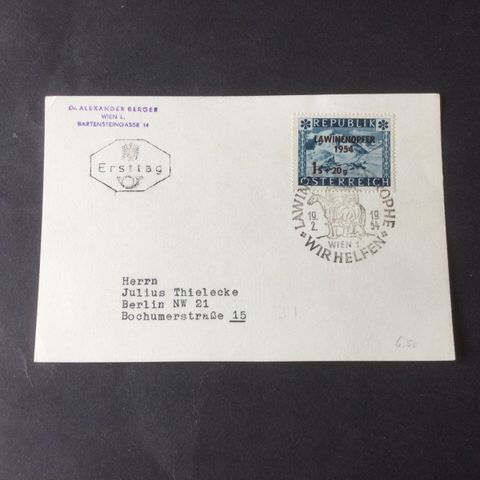 Dr. ALEXANDER BERGER
WIEN I.,
BARTENSTEINGASSE 14
Ersttag
REPUBLIK
LAWINENOPFER
1954
1s+20g
ÖSTERREICH
19. 19
2. 54
WIEN 1
WIR HELFEN
Herrn
Julius Thielecke
Berlin NW 21
Bochumerstraße 15
6,50